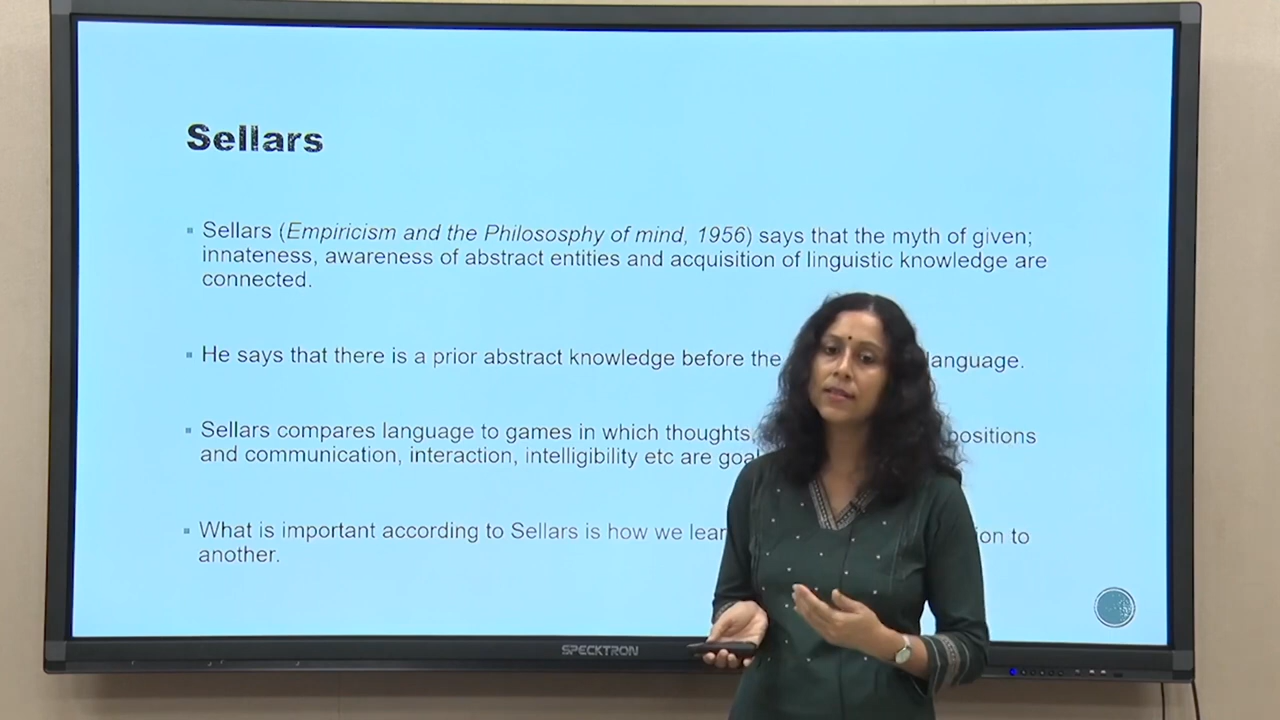 Sellars
Sellars (Empiricism and the Philososphy of mind, 1956) says that the myth of given;
innateness, awareness of abstract entities and acquisition of linguistic knowledge are
connected.
He says that there is a prior abstract knowledge before the language.
Sellars compares language to games in which thoughts, positions
and communication, interaction, intelligibility etc are
What is important according to Sellars is how we to
another.
SPECKTRON